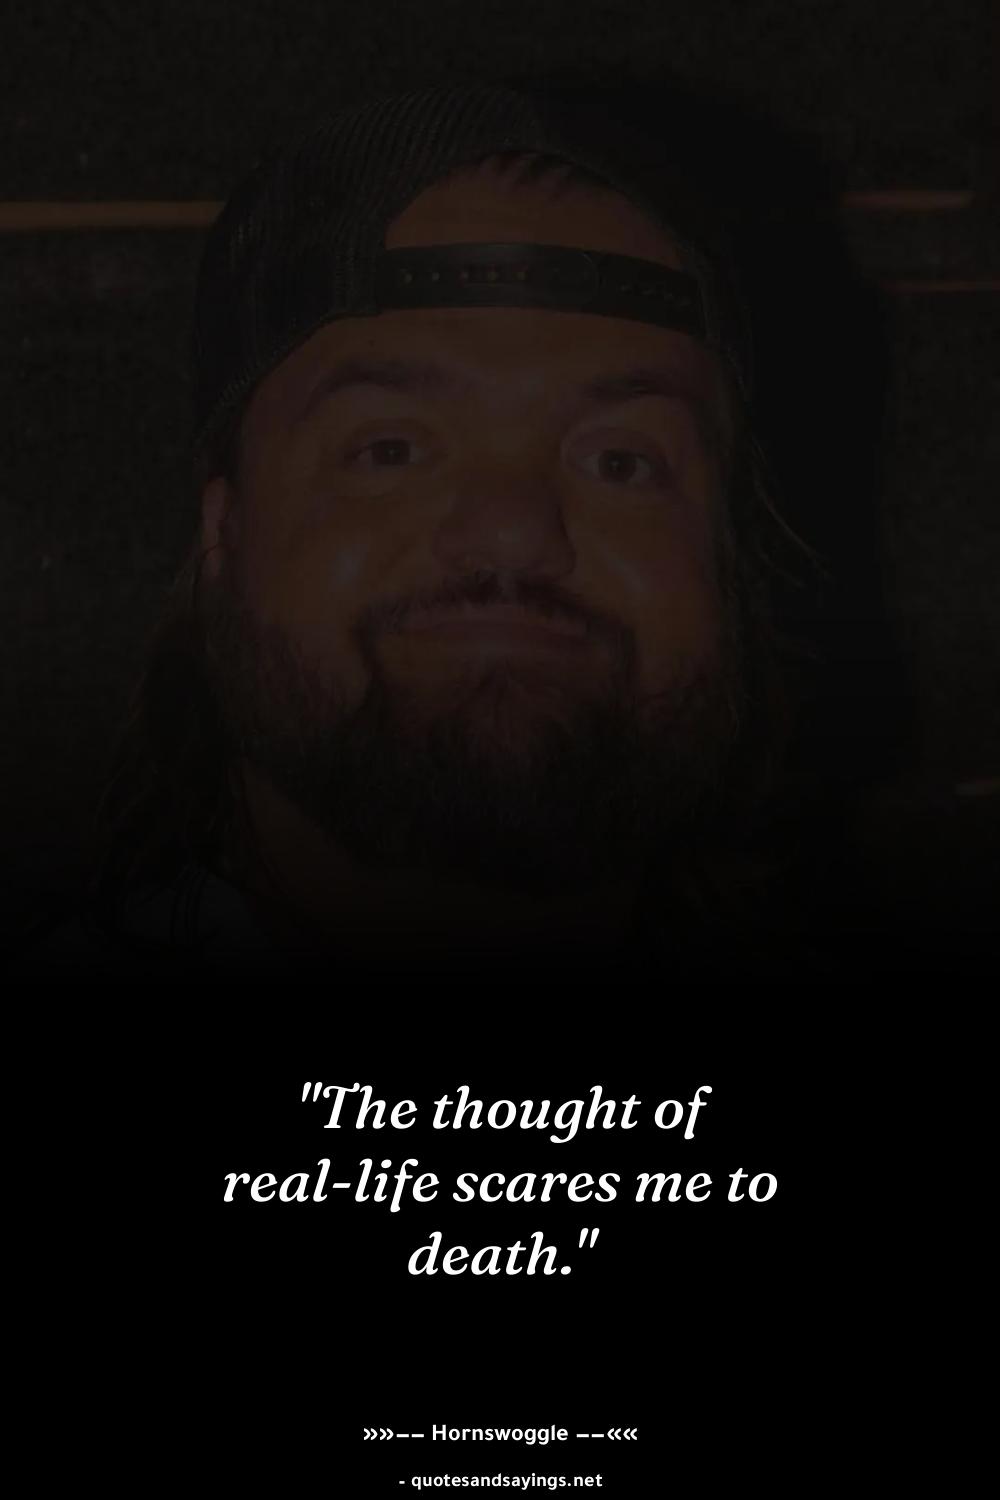 "The thought of
real-life scares me to
death."
»»−− Hornswoggle −−««
- quotesandsayings.net